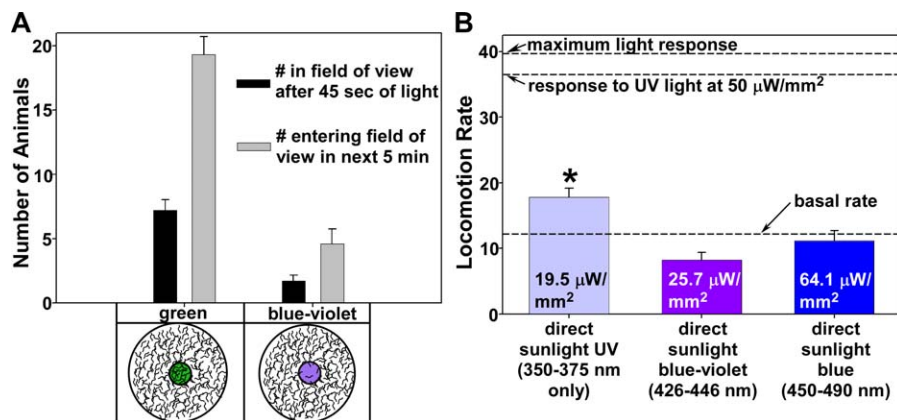 A
Number of Animals
20
15
10
5
0
# in field of view
after 45 sec of light
# entering field of
view in next 5 min
green
blue-violet
B
Locomotion Rate
40
30
20
10
0
maximum light response
response to UV light at 50 µW/mm²
*
basal rate
19.5 µW/
mm²
25.7 µW/
mm²
64.1 µW/
mm²
direct
sunlight UV
(350-375 nm
only)
direct
sunlight
blue-violet
(426-446 nm)
direct
sunlight
blue
(450-490 nm)